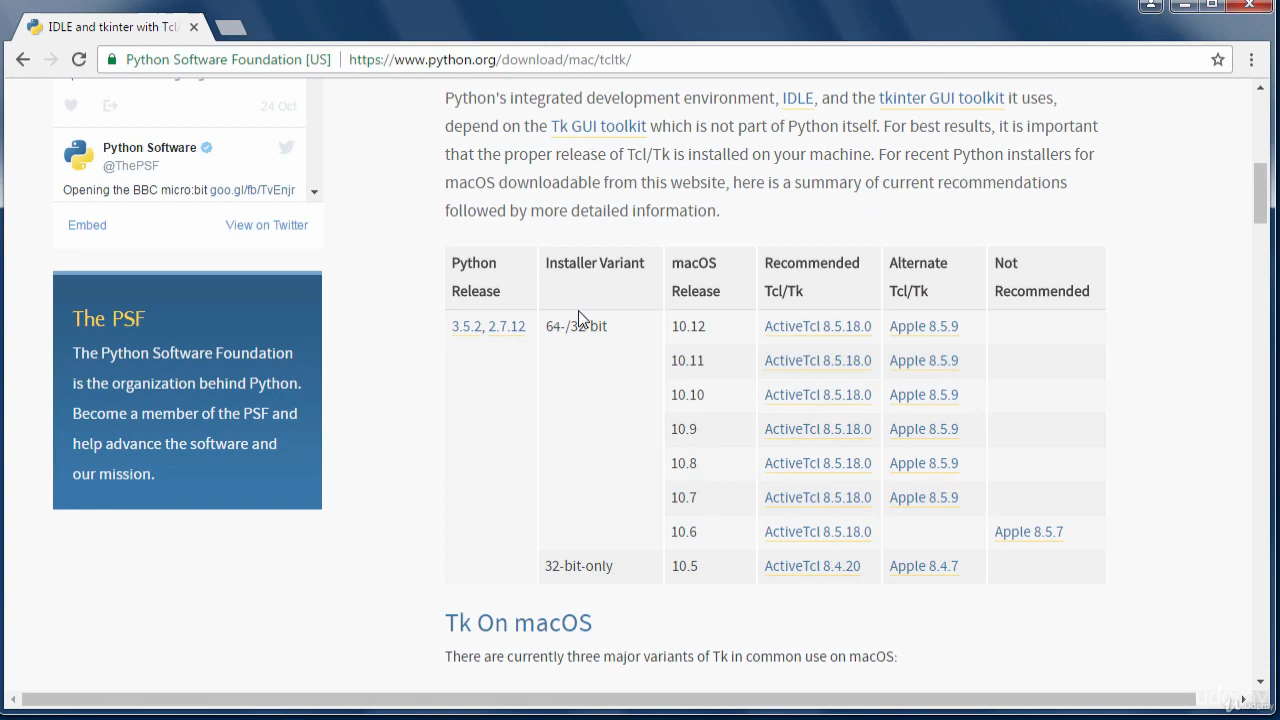 IDLE and tkinter with Tcl/
Python Software Foundation [US]
https://www.python.org/download/mac/tcltk/
24 Oct
Python Software
@ThePSF
Opening the BBC micro:bit goo.gl/fb/TvEnjr
Embed
View on Twitter
The PSF
The Python Software Foundation
is the organization behind Python.
Become a member of the PSF and
help advance the software and
our mission.
Python's integrated development environment, IDLE, and the tkinter GUI toolkit it uses,
depend on the Tk GUI toolkit which is not part of Python itself. For best results, it is important
that the proper release of Tcl/Tk is installed on your machine. For recent Python installers for
macOS downloadable from this website, here is a summary of current recommendations
followed by more detailed information.
Python Release Installer Variant macOS Release Recommended Tcl/Tk Alternate Tcl/Tk Not Recommended
3.5.2, 2.7.12 64-/32-bit 10.12 ActiveTcl 8.5.18.0 Apple 8.5.9
10.11 ActiveTcl 8.5.18.0 Apple 8.5.9
10.10 ActiveTcl 8.5.18.0 Apple 8.5.9
10.9 ActiveTcl 8.5.18.0 Apple 8.5.9
10.8 ActiveTcl 8.5.18.0 Apple 8.5.9
10.7 ActiveTcl 8.5.18.0 Apple 8.5.9
10.6 ActiveTcl 8.5.18.0 Apple 8.5.7
32-bit-only 10.5 ActiveTcl 8.4.20 Apple 8.4.7
Tk On macOS
There are currently three major variants of Tk in common use on macOS:
Udemy